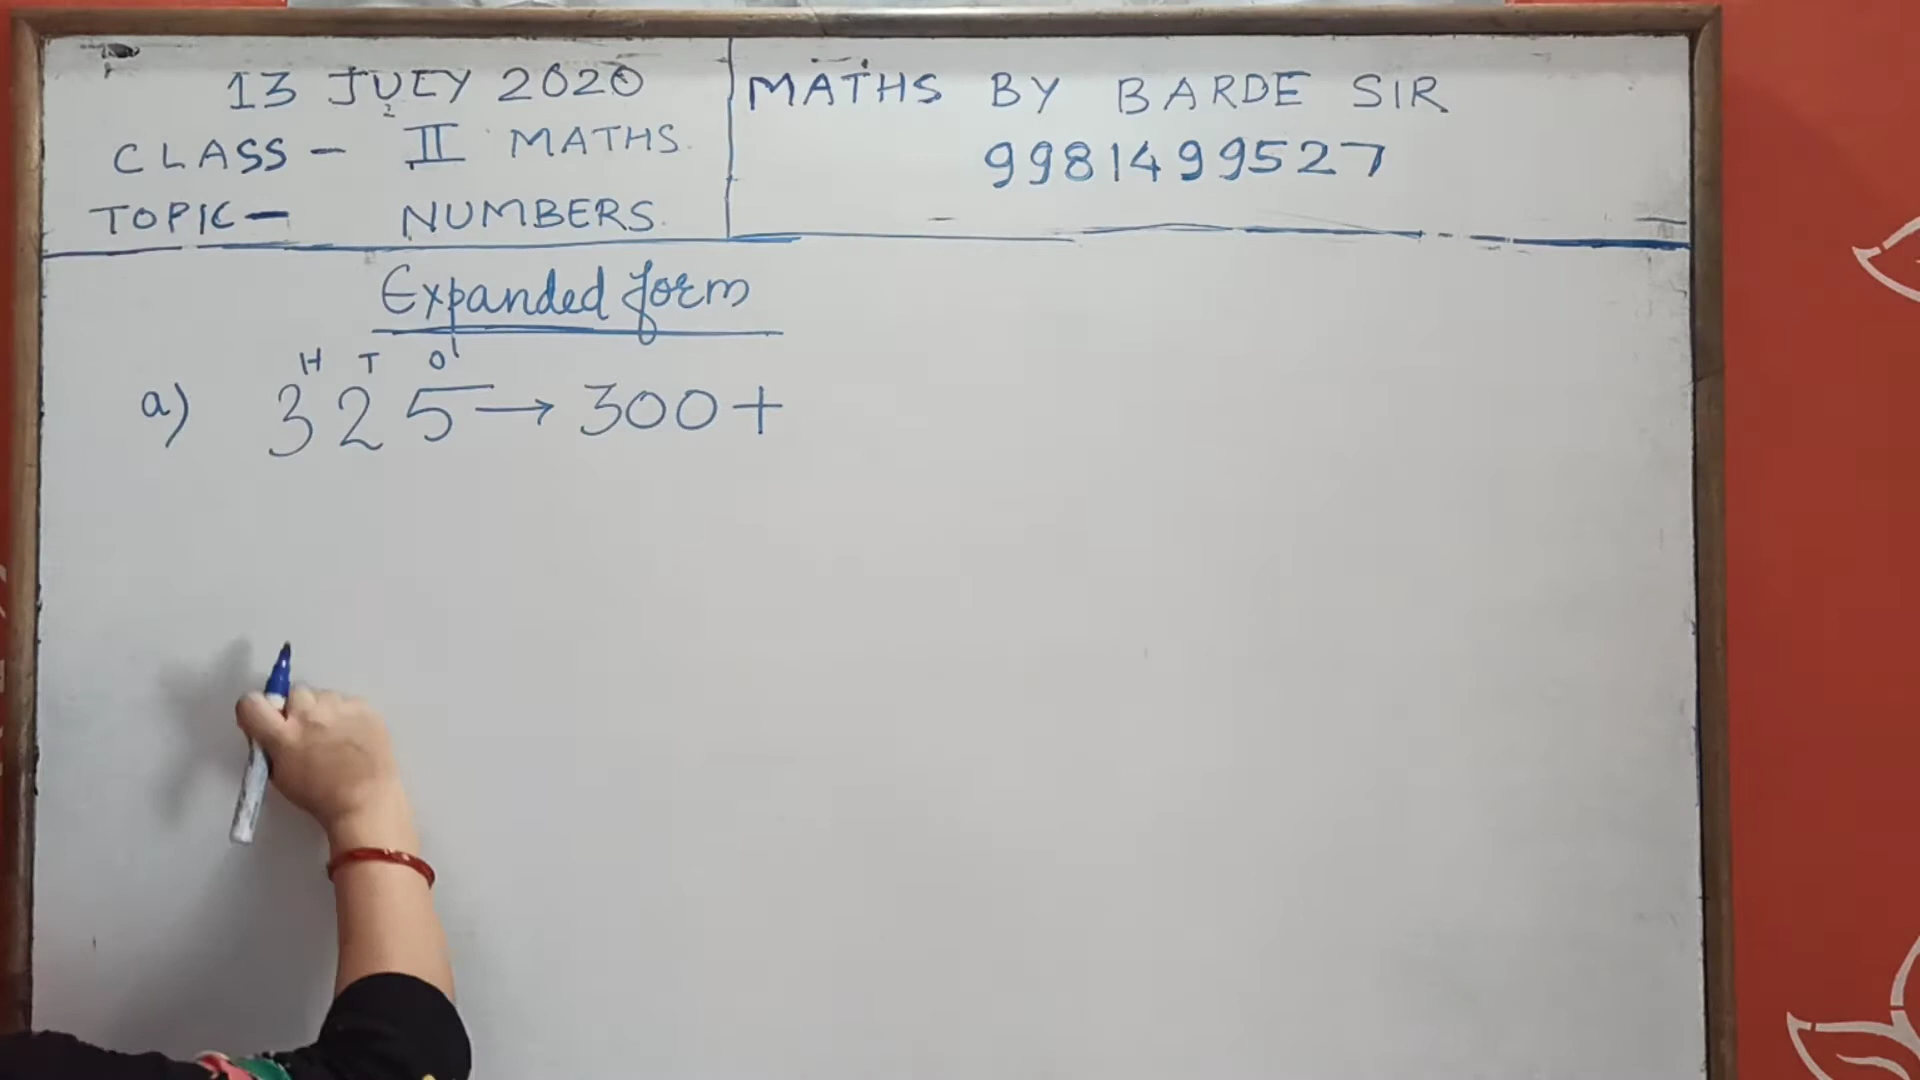 13 JULY 2020
CLASS - II MATHS.
TOPIC - NUMBERS.
MATHS BY BARDE SIR
9981499527
Expanded form
H T O
a) 325 → 300 +